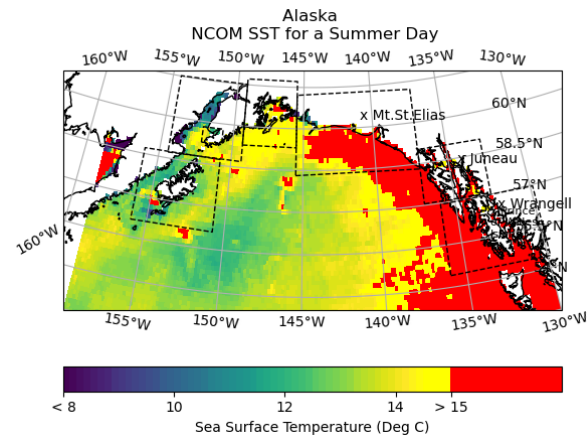 Alaska
NCOM SST for a Summer Day
160°W 155°W 150°W 145°W 140°W 135°W 130°W
60°N
x Mt.St.Elias
58.5°N
Juneau
57°N
Wrangell
160°W
°N
155°W 150°W 145°W 140°W 135°W 130°W
< 8 10 12 14 > 15
Sea Surface Temperature (Deg C)